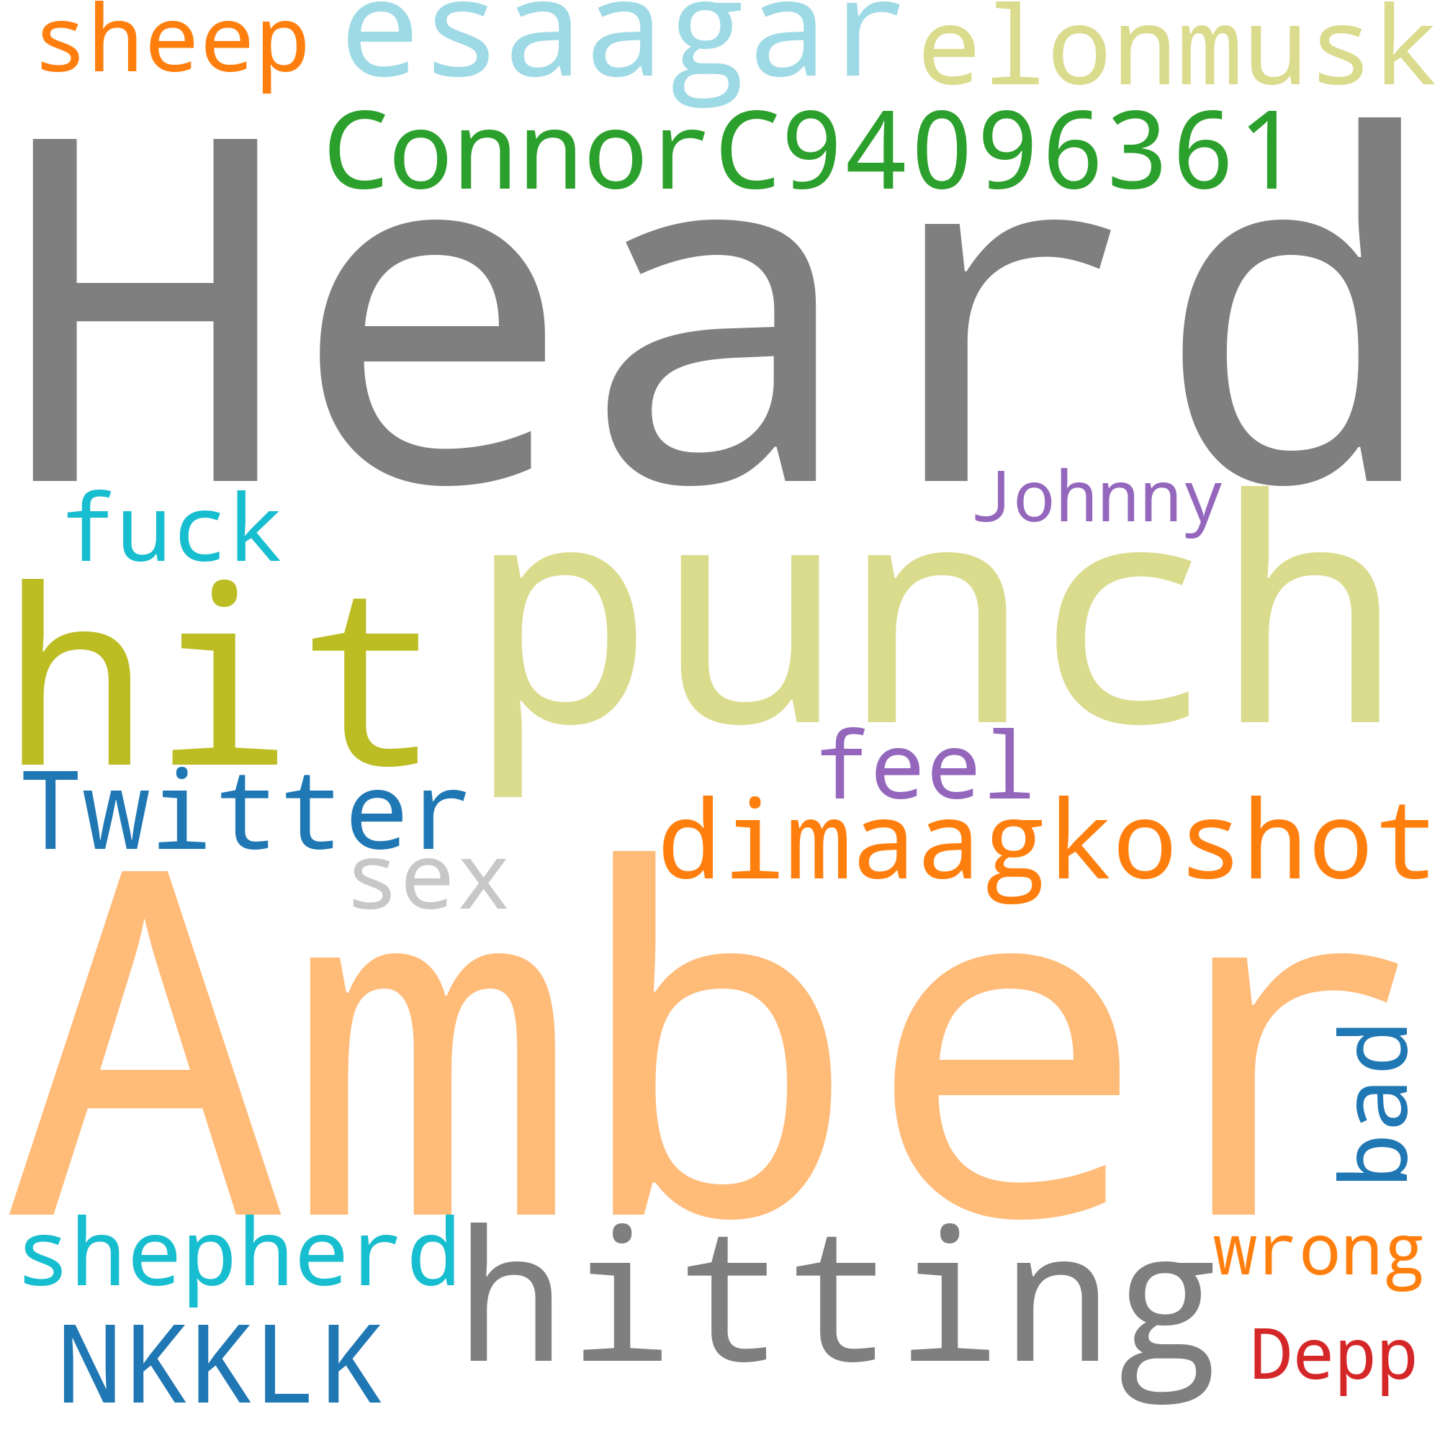 sheep esaagar elonmusk
ConnorC94096361
Heard
fuck Johnny
hit punch
Twitter feel
sex dimaagkoshot
Amber
bad
shepherd hitting wrong
NKKLK Depp